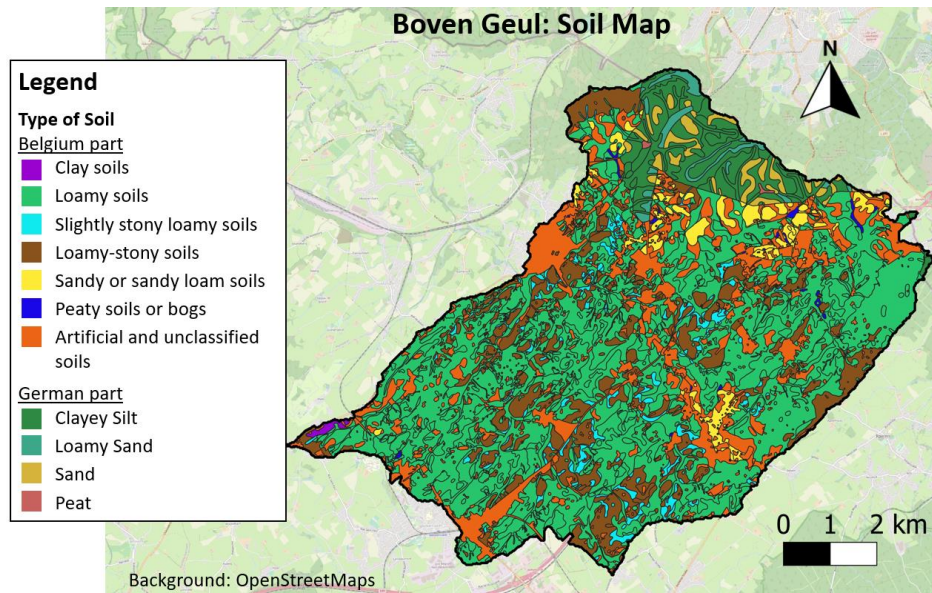 Boven Geul: Soil Map
N
Legend
Type of Soil
Belgium part
Clay soils
Loamy soils
Slightly stony loamy soils
Loamy-stony soils
Sandy or sandy loam soils
Peaty soils or bogs
Artificial and unclassified
soils
German part
Clayey Silt
Loamy Sand
Sand
Peat
0 1 2 km
Background: OpenStreetMaps